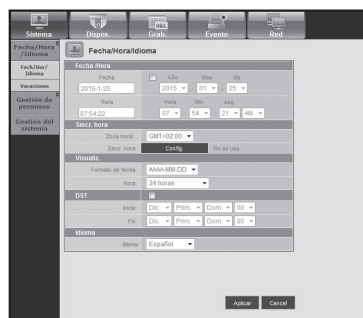 Sistema Dispos. Grab. Evento Red
REC
Fecha/Hora
/Idioma
Fech/Hor/
Idioma
Vacaciones
Gestión de
permisos
Gestión del
sistema
Fecha/Hora/Idioma
Fecha /Hora
Fecha Año Mes día
2015-1-25 2015 - 01 - 25
Hora Hora Min. seg.
07:54:22 07 54 21 AM
Sincr. hora
Zona horar. GMT+02:00
Sincr. hora Config No se usa
Visualiz.
Formato de fecha AAAA-MM-DD
Hora 24 horas
DST
Inicio Dic Prim. Dom 00
Fin Dic Prim. Dom 00
Idioma
Idioma Español
Aplicar Cancel